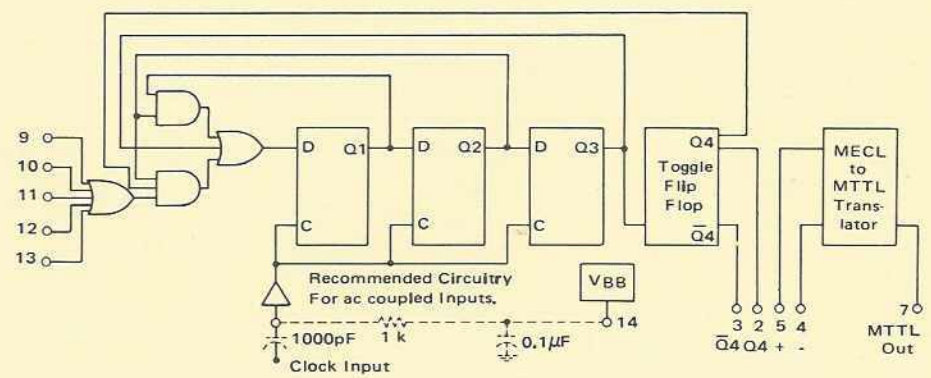 9
10
11
12
13
D Q1
C
D Q2
C
D Q3
C
Q4
Toggle
Flip
Flop
Q̅4
MECL
to
MTTL
Trans-
lator
Recommended Circuitry
For ac coupled Inputs.
VBB
14
1000pF
1 k
0.1µF
Clock Input
3 2 5 4
Q̅4 Q4 + -
7
MTTL
Out